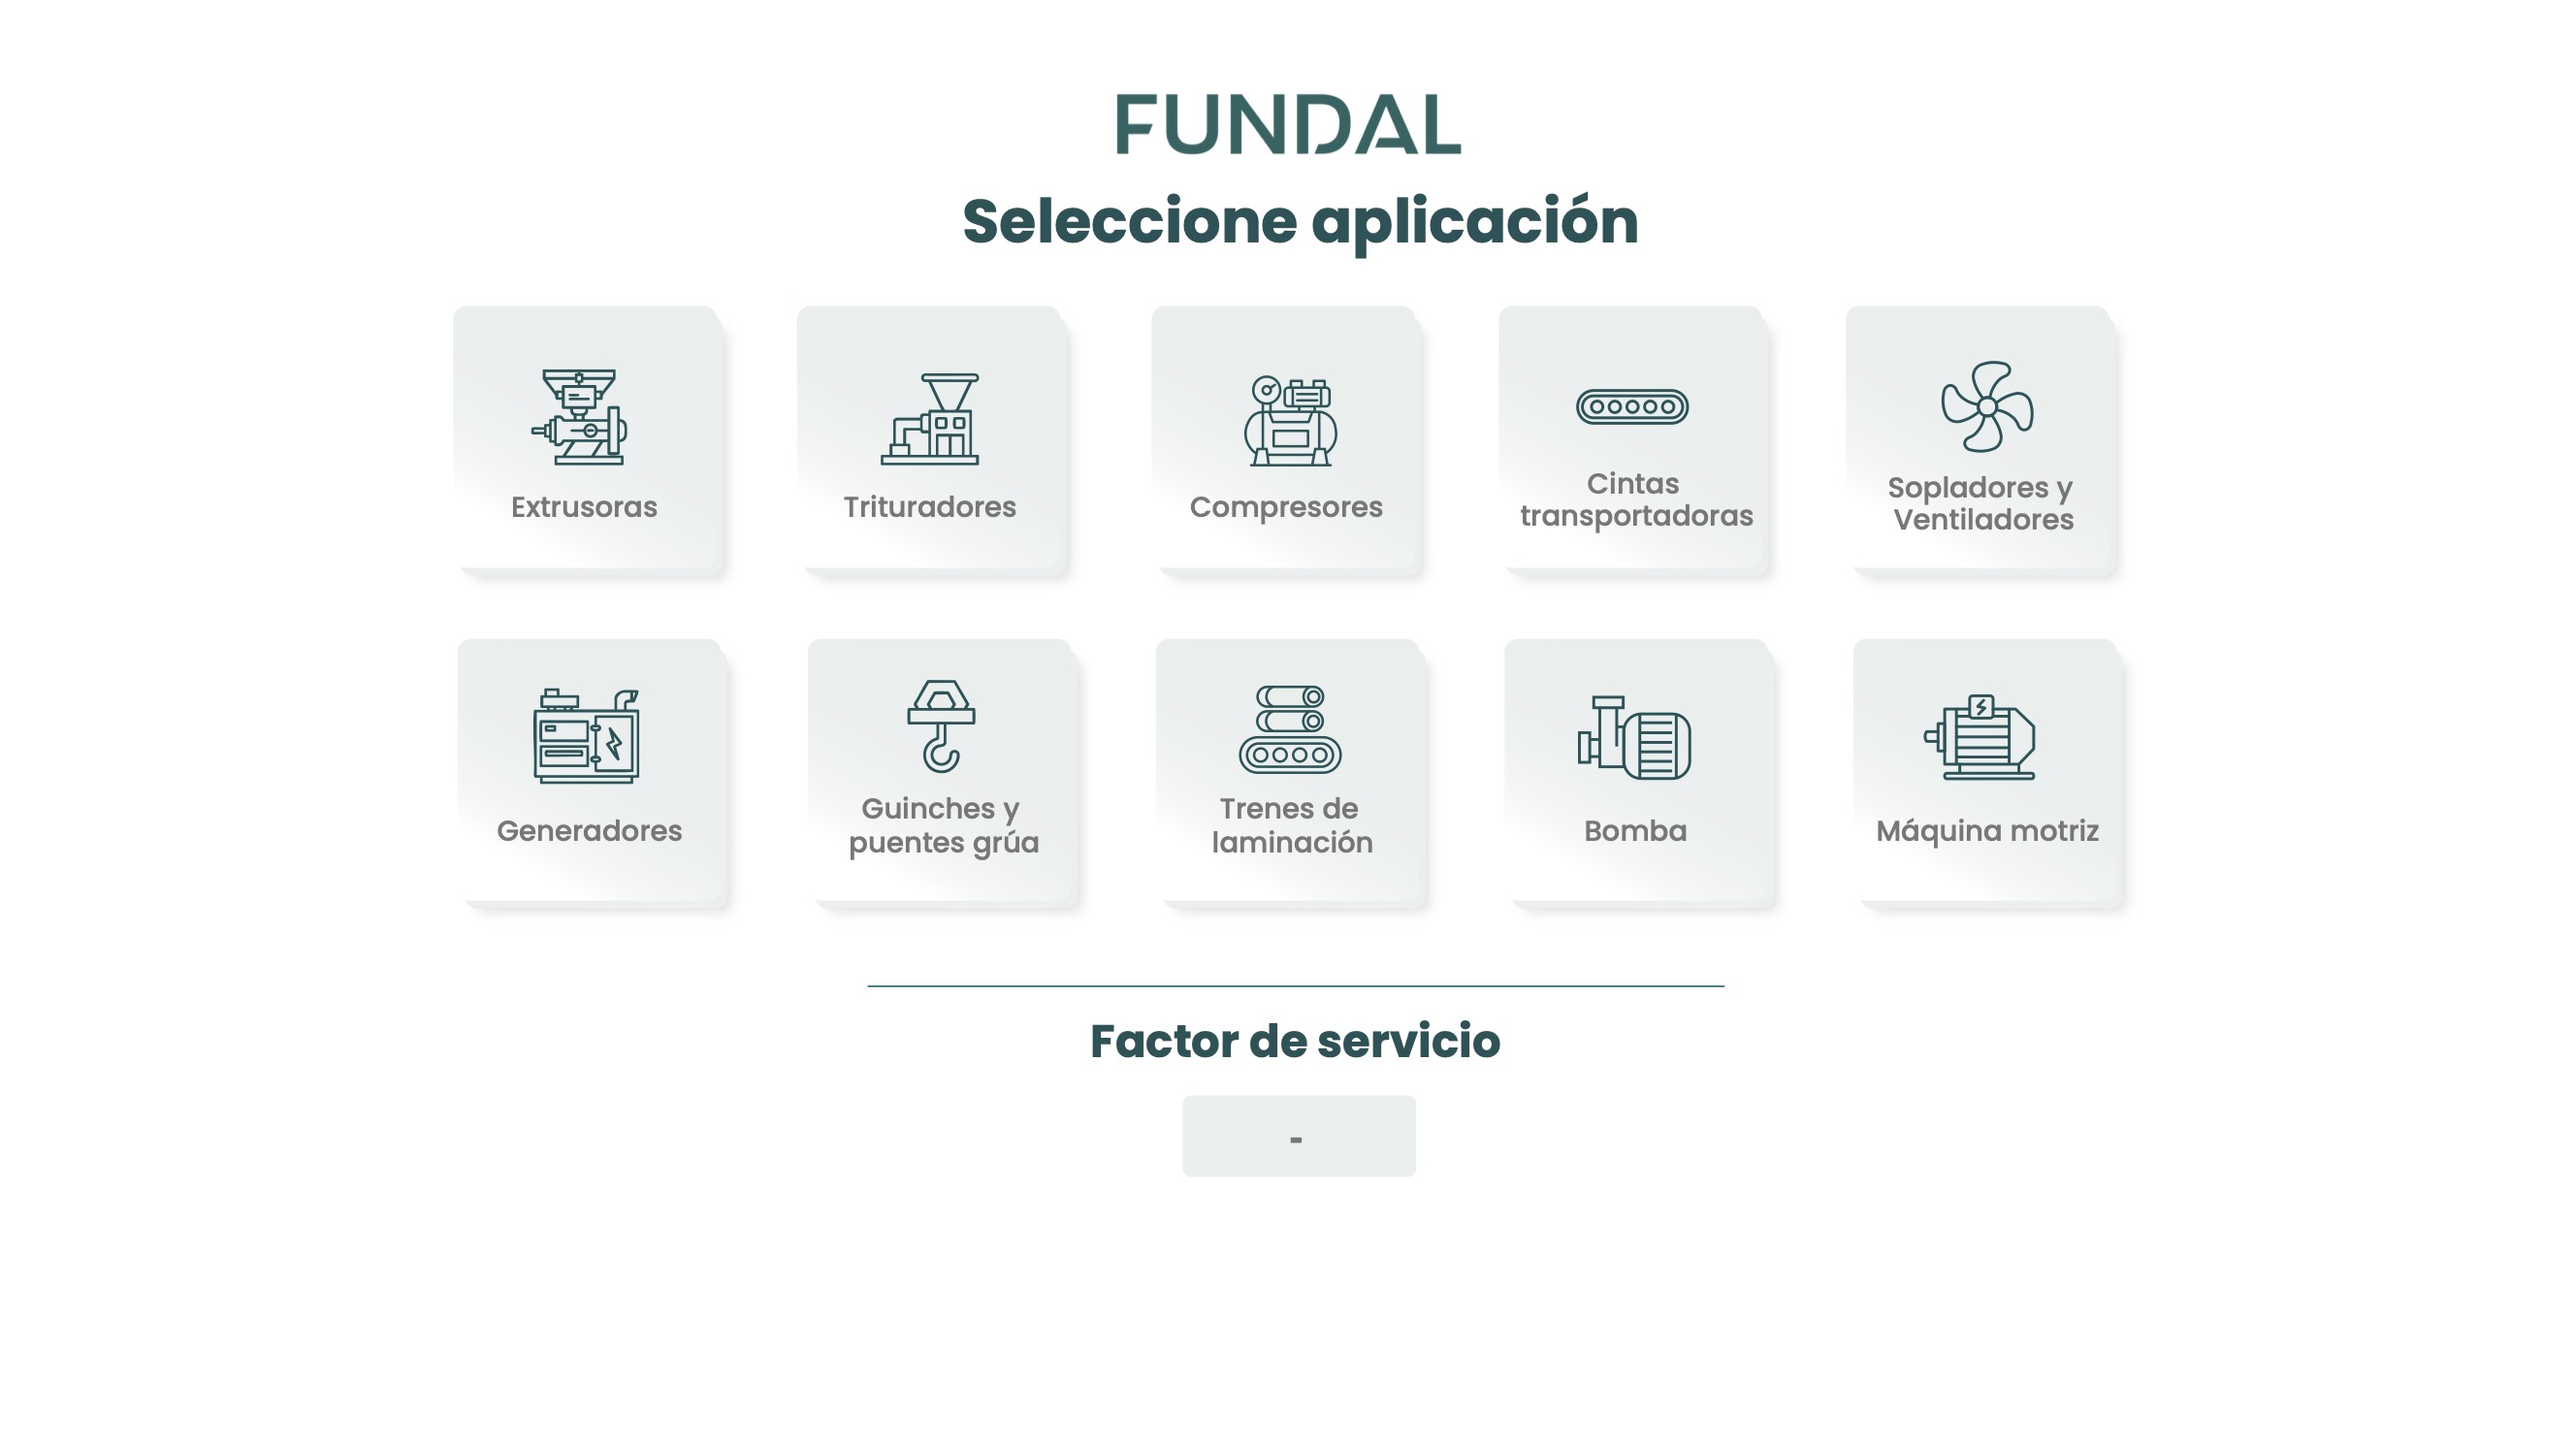 FUNDAL
Seleccione aplicación
Extrusoras
Trituradores
Compresores
Cintas
transportadoras
Sopladores y
Ventiladores
Generadores
Guinches y
puentes grúa
Trenes de
laminación
Bomba
Máquina motriz
Factor de servicio
-